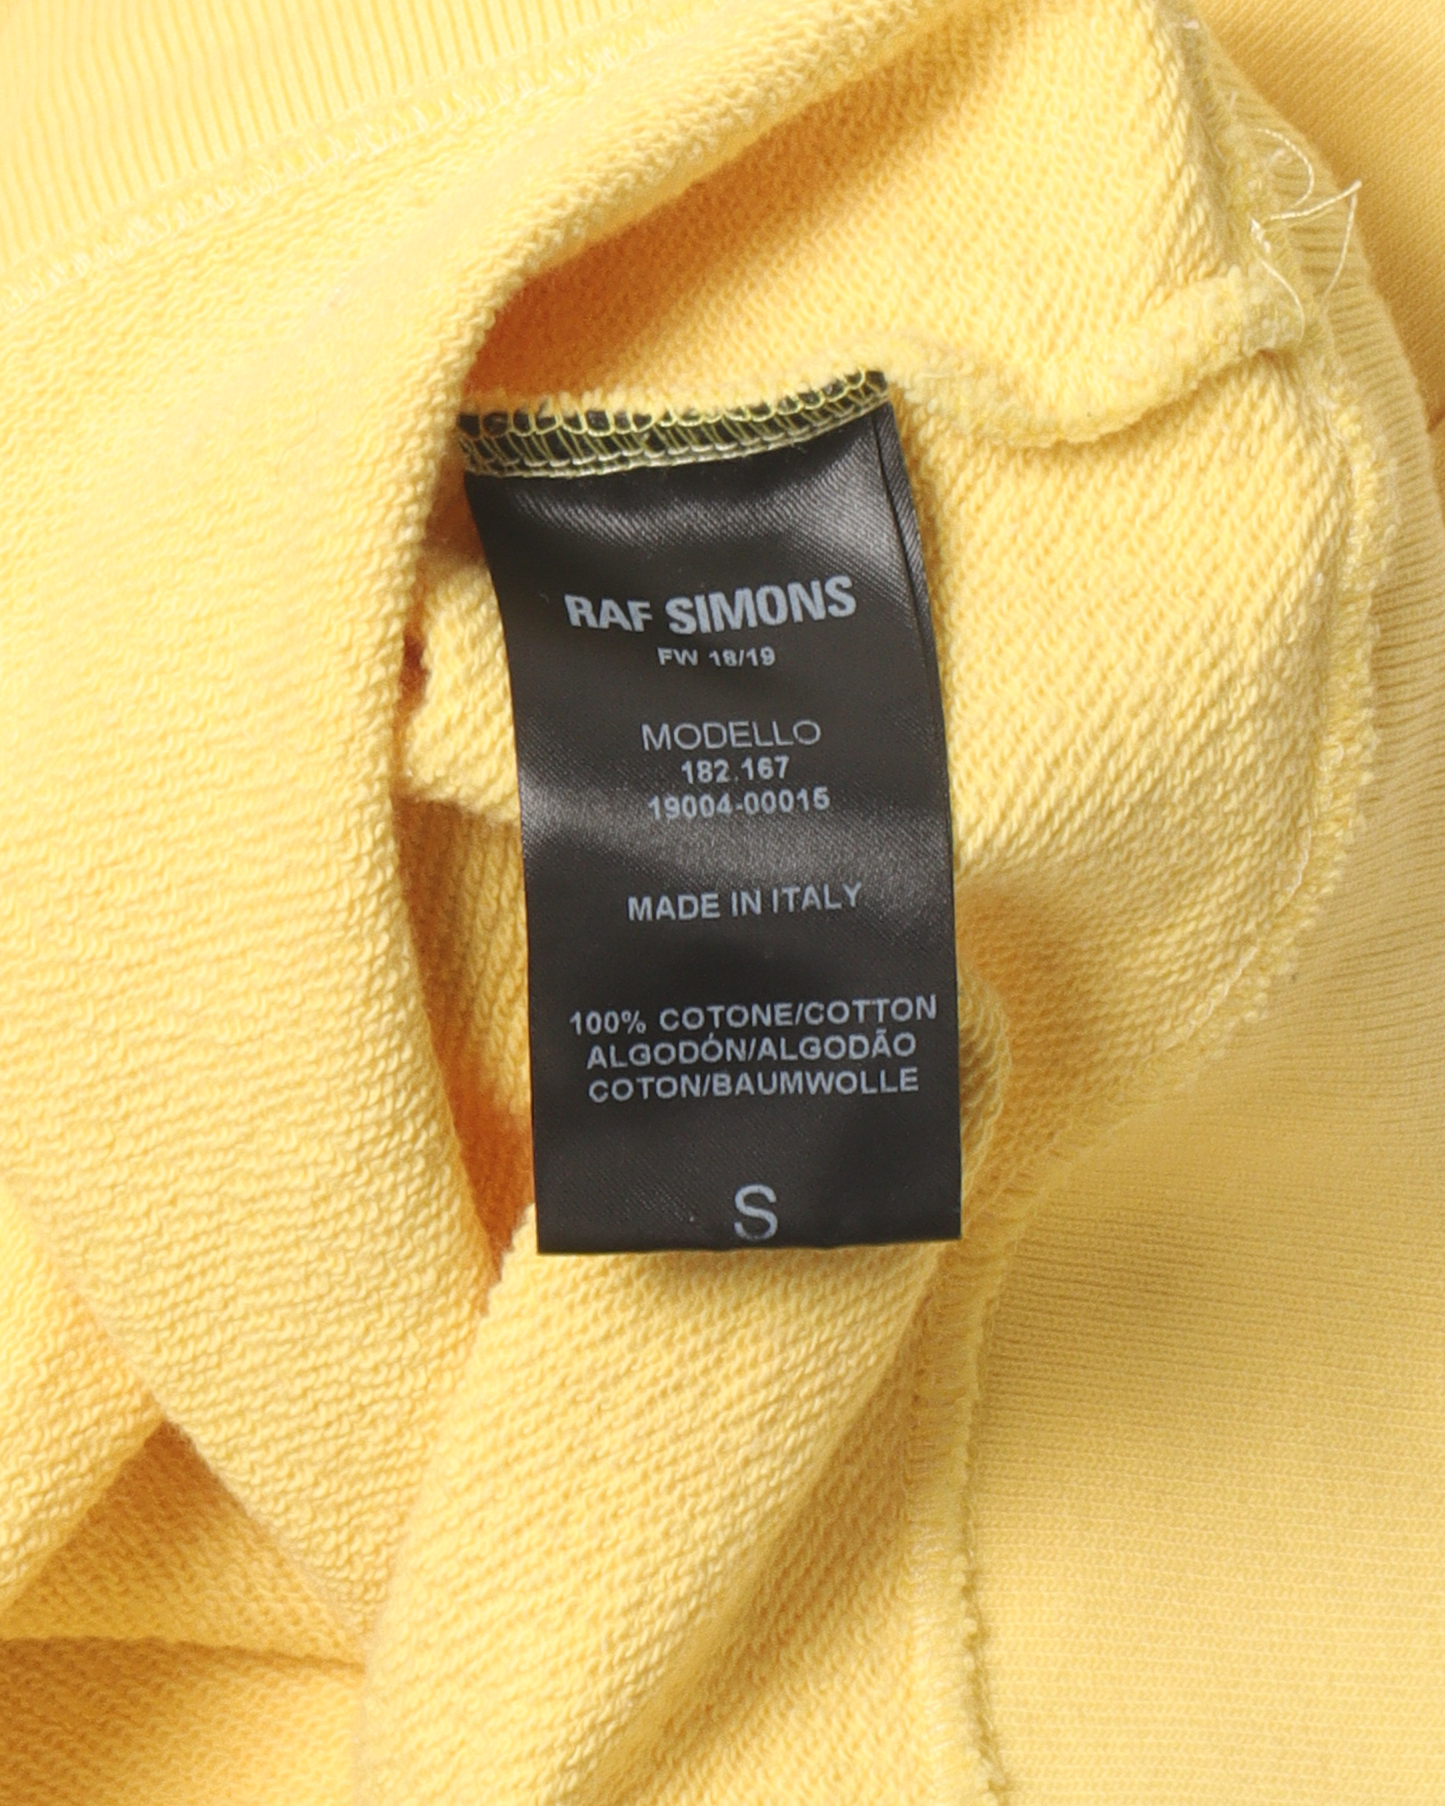 RAF SIMONS
FW 18/19
MODELLO
182.167
19004-00015
MADE IN ITALY
100% COTONE/COTTON
ALGODÓN/ALGODÃO
COTON/BAUMWOLLE
S